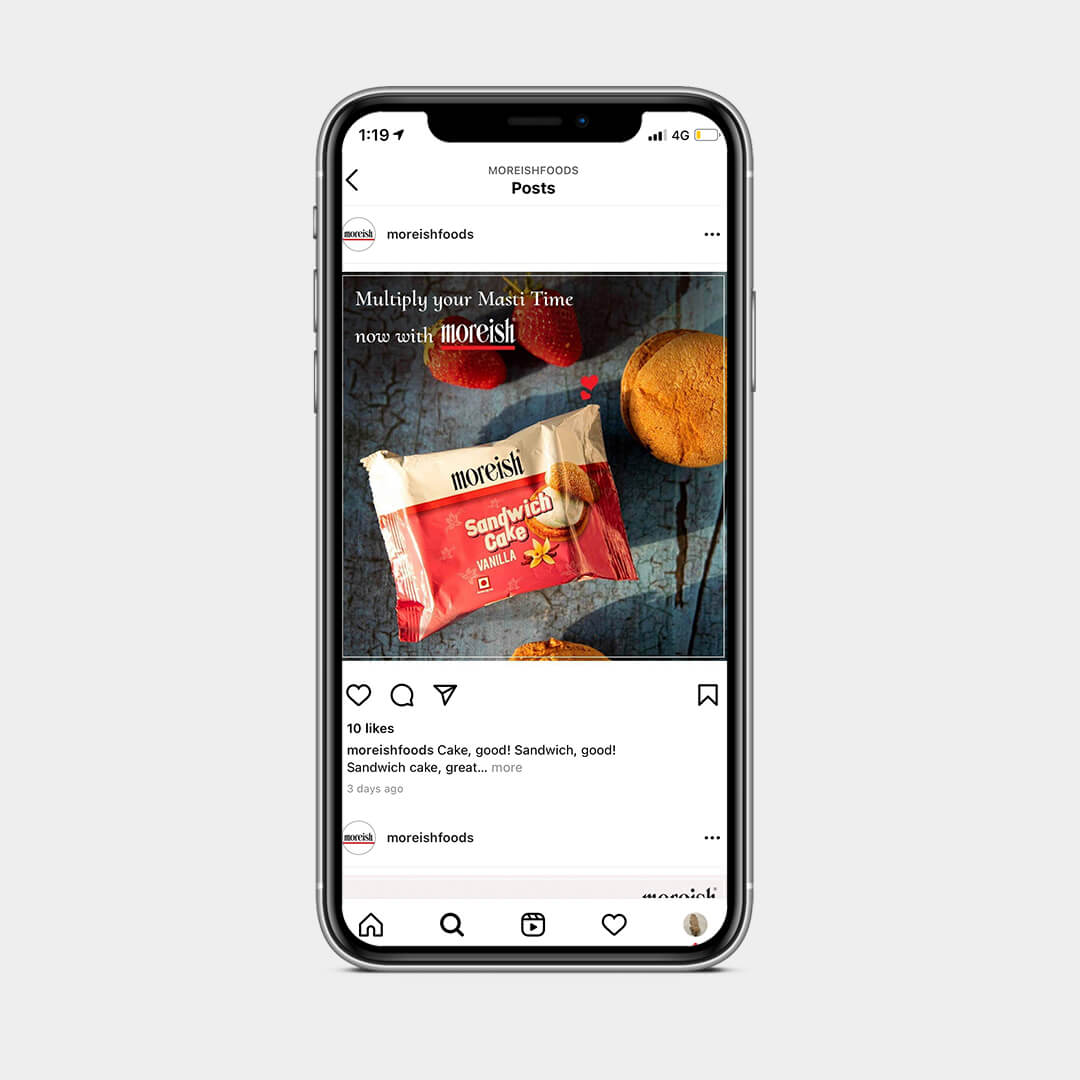 1:19
4G
MOREISHFOODS
Posts
moreish
moreishfoods
Multiply your Masti Time
now with moreish
moreish
Sandwich
Cake
VANILLA
10 likes
moreishfoods Cake, good! Sandwich, good!
Sandwich cake, great... more
3 days ago
moreish
moreishfoods
moreish